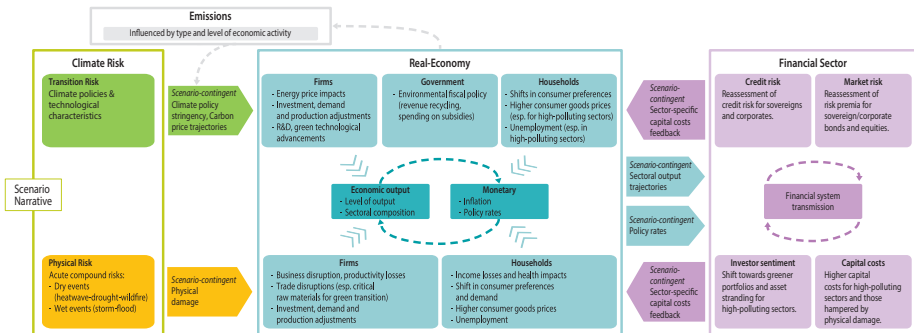 Emissions
Influenced by type and level of economic activity
Climate Risk
Real-Economy
Financial Sector
Scenario
Narrative
Transition Risk
Climate policies &
technological
characteristics
Scenario-contingent
Climate policy
stringency, Carbon
price trajectories
Firms
- Energy price impacts
- Investment, demand
and production adjustments
- R&D, green technological
advancements
Government
- Environmental fiscal policy
(revenue recycling,
spending on subsidies)
Households
- Shifts in consumer preferences
- Higher consumer goods prices
(esp. for high-polluting sectors)
- Unemployment (esp. in
high-polluting sectors)
Scenario-
contingent
Sector-specific
capital costs
feedback
Credit risk
Reassessment of
credit risk for sovereigns
and corporates.
Market risk
Reassessment of
risk premia for
sovereign/corporate
bonds and equities.
Economic output
- Level of output
- Sectoral composition
Monetary
- Inflation
- Policy rates
Scenario-contingent
Sectoral output
trajectories
Scenario-contingent
Policy rates
Financial system
transmission
Physical Risk
Acute compound risks:
- Dry events
(heatwave-drought-wildfire)
- Wet events (storm-flood)
Scenario-contingent
Physical
damage
Firms
- Business disruption, productivity losses
- Trade disruptions (esp. critical
raw materials for green transition)
- Investment, demand and
production adjustments
Households
- Income losses and health impacts
- Shift in consumer preferences
and demand
- Higher consumer goods prices
- Unemployment
Scenario-
contingent
Sector-specific
capital costs
feedback
Investor sentiment
Shift towards greener
portfolios and asset
stranding for
high-polluting sectors.
Capital costs
Higher capital
costs for high-polluting
sectors and those
hampered by
physical damage.